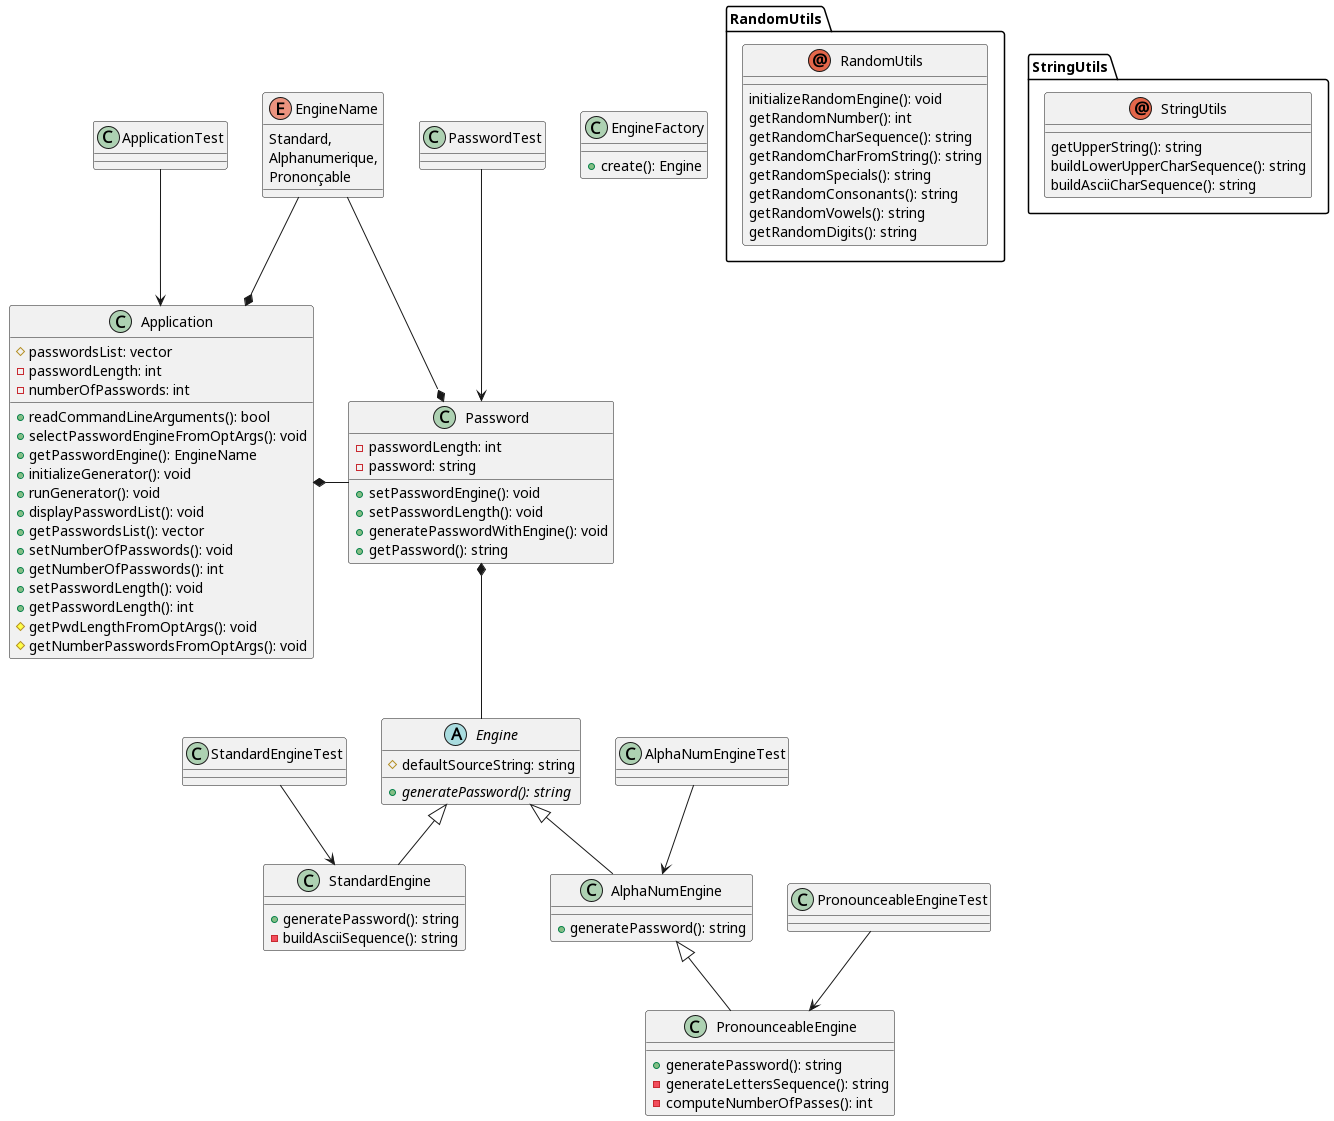 RandomUtils
@ RandomUtils
initializeRandomEngine(): void
getRandomNumber(): int
getRandomCharSequence(): string
getRandomCharFromString(): string
getRandomSpecials(): string
getRandomConsonants(): string
getRandomVowels(): string
getRandomDigits(): string
StringUtils
@ StringUtils
getUpperString(): string
buildLowerUpperCharSequence(): string
buildAsciiCharSequence(): string
C ApplicationTest
E EngineName
Standard,
Alphanumerique,
Prononçable
C PasswordTest
C EngineFactory
create(): Engine
C Application
passwordsList: vector
passwordLength: int
numberOfPasswords: int
readCommandLineArguments(): bool
selectPasswordEngineFromOptArgs(): void
getPasswordEngine(): EngineName
initializeGenerator(): void
runGenerator(): void
displayPasswordList(): void
getPasswordsList(): vector
setNumberOfPasswords(): void
getNumberOfPasswords(): int
setPasswordLength(): void
getPasswordLength(): int
getPwdLengthFromOptArgs(): void
getNumberPasswordsFromOptArgs(): void
C Password
passwordLength: int
password: string
setPasswordEngine(): void
setPasswordLength(): void
generatePasswordWithEngine(): void
getPassword(): string
C StandardEngineTest
A Engine
defaultSourceString: string
generatePassword(): string
C AlphaNumEngineTest
C StandardEngine
generatePassword(): string
buildAsciiSequence(): string
C AlphaNumEngine
generatePassword(): string
C PronounceableEngineTest
C PronounceableEngine
generatePassword(): string
generateLettersSequence(): string
computeNumberOfPasses(): int